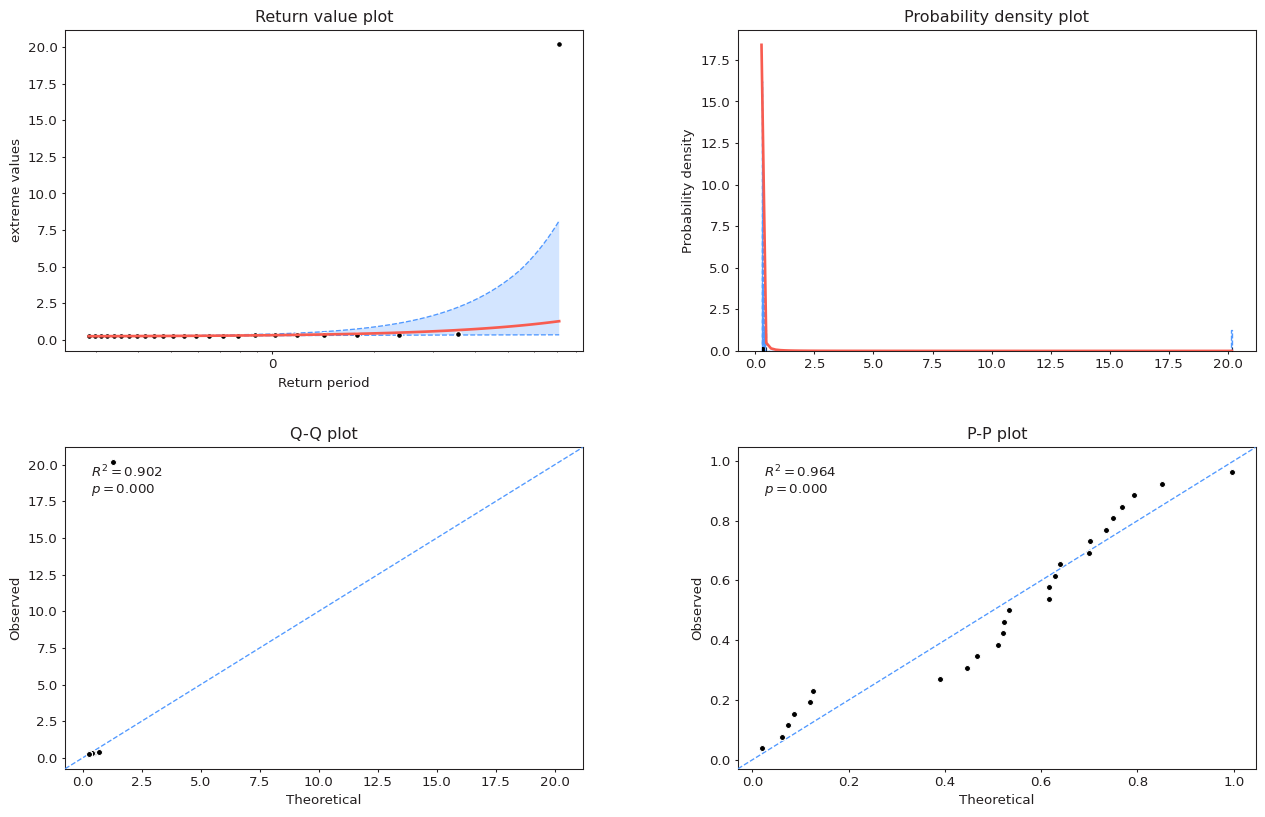 Return value plot
20.0
17.5
15.0
12.5
10.0
7.5
5.0
2.5
0.0
extreme values
0
Return period
Probability density plot
17.5
15.0
12.5
10.0
7.5
5.0
2.5
0.0
Probability density
0.0 2.5 5.0 7.5 10.0 12.5 15.0 17.5 20.0
Q-Q plot
R² = 0.902
p = 0.000
20.0
17.5
15.0
12.5
10.0
7.5
5.0
2.5
0.0
Observed
0.0 2.5 5.0 7.5 10.0 12.5 15.0 17.5 20.0
Theoretical
P-P plot
R² = 0.964
p = 0.000
1.0
0.8
0.6
0.4
0.2
0.0
Observed
0.0 0.2 0.4 0.6 0.8 1.0
Theoretical